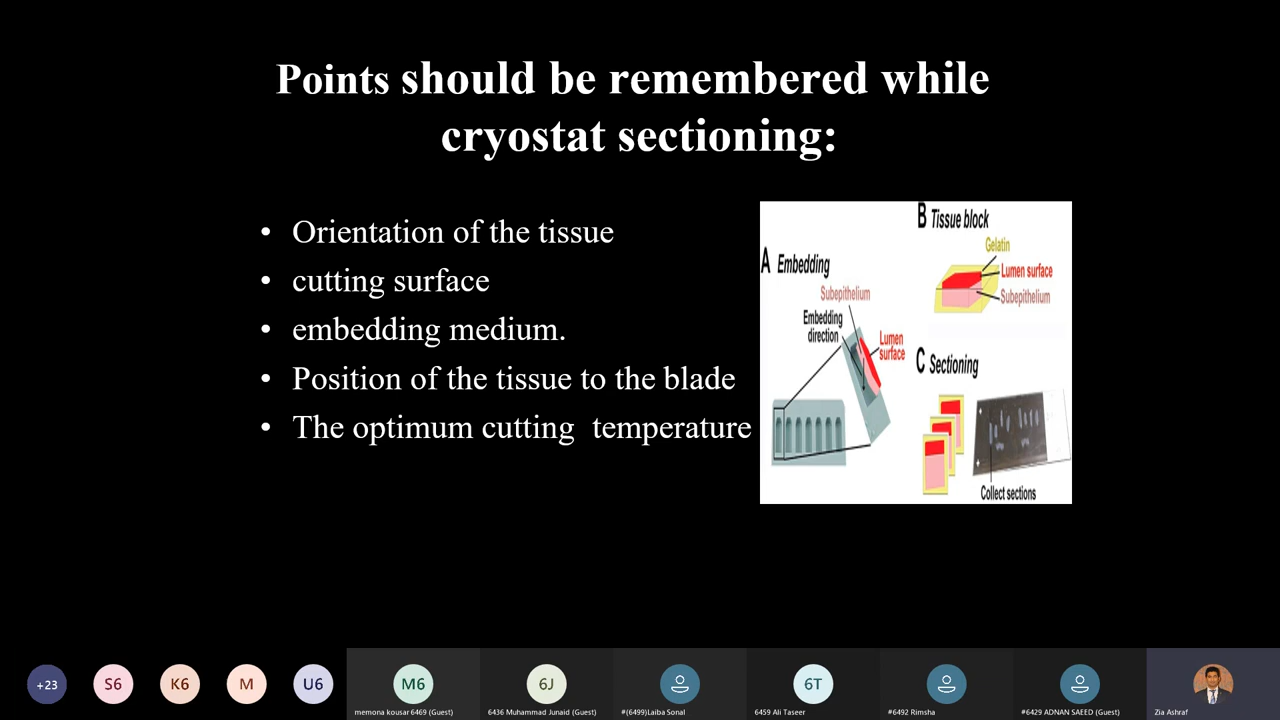 Points should be remembered while
cryostat sectioning:
• Orientation of the tissue
• cutting surface
• embedding medium.
• Position of the tissue to the blade
• The optimum cutting  temperature
A Embedding
Subepithelium
Embedding
direction
Lumen
surface
B Tissue block
Gelatin
Lumen surface
Subepithelium
C Sectioning
Collect sections
+23
S6
K6
M
U6
M6
memona kousar 6469 (Guest)
6J
6436 Muhammad Junaid (Guest)
#(6499)Laiba Sonal
6T
6459 Ali Taseer
#6492 Rimsha
#6429 ADNAN SAEED (Guest)
Zia Ashraf